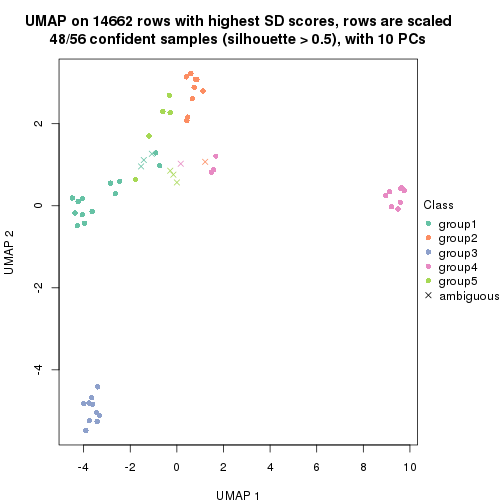 UMAP on 14662 rows with highest SD scores, rows are scaled
48/56 confident samples (silhouette > 0.5), with 10 PCs
2
0
-2
-4
UMAP 2
-4 -2 0 2 4 6 8 10
UMAP 1
Class
group1
group2
group3
group4
group5
ambiguous